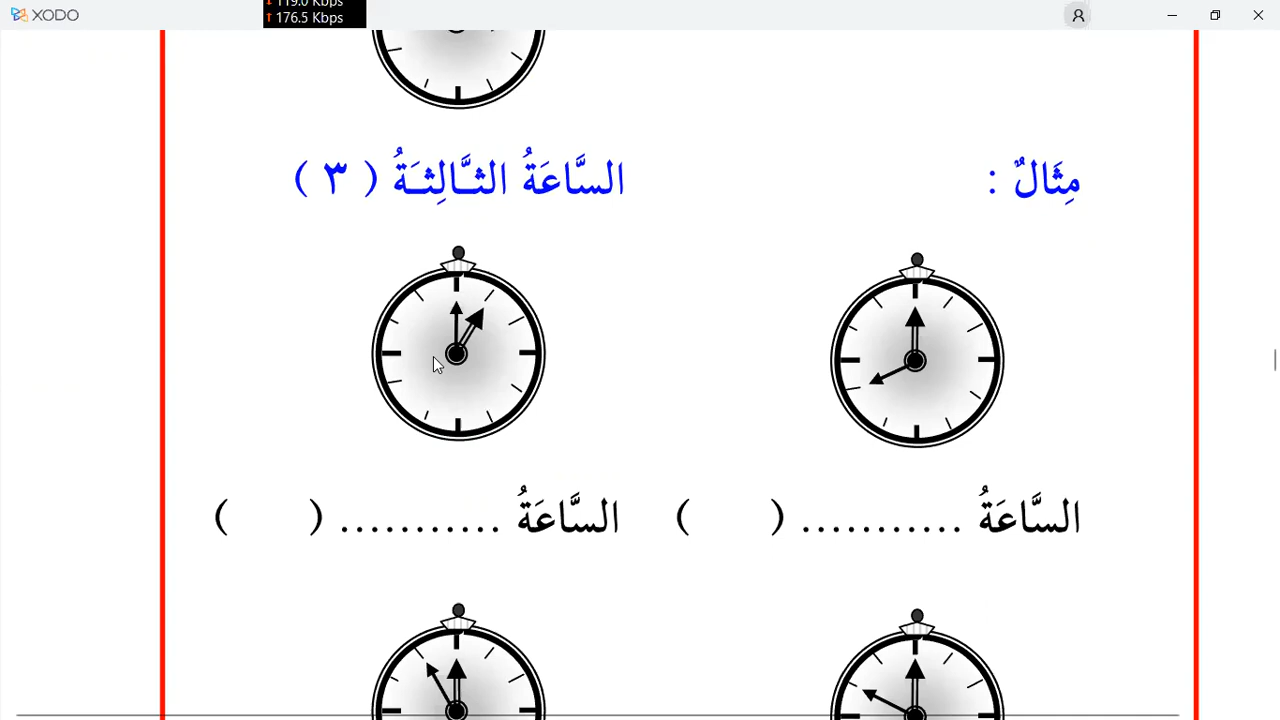 XODO
119.0 Kbps
↑ 176.5 Kbps
مِثَالٌ : السَّاعَةُ الثَّالِثَةُ ( ٣ )
السَّاعَةُ ........... ( ) السَّاعَةُ ........... ( )